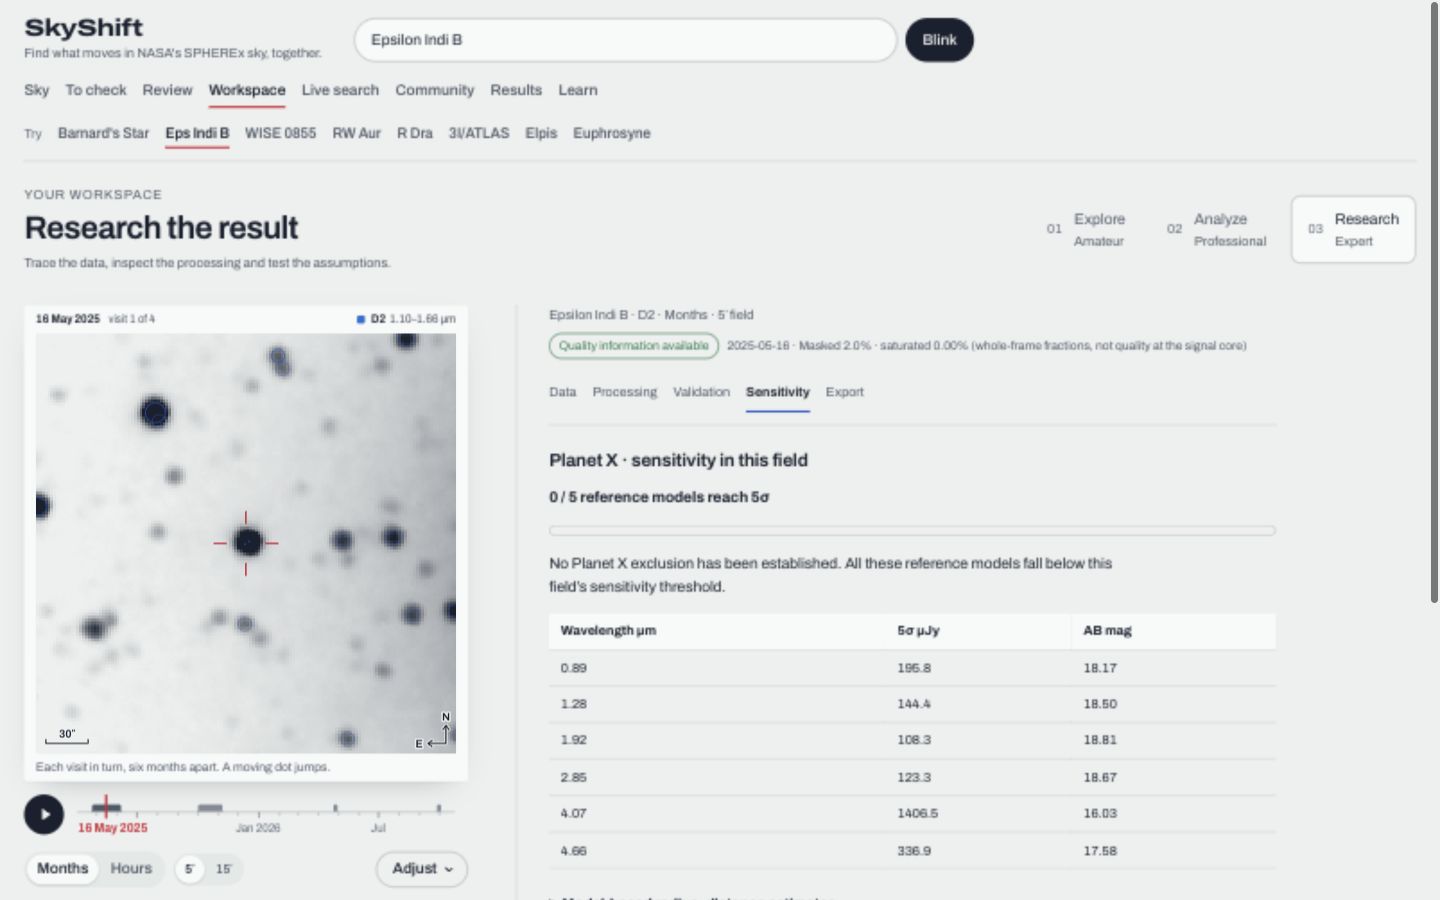 SkyShift
Find what moves in NASA's SPHEREx sky, together.
Epsilon Indi B
Blink
Sky To check Review Workspace Live search Community Results Learn
Try Barnard's Star Eps Indi B WISE 0855 RW Aur R Dra 3I/ATLAS Elpis Euphrosyne
YOUR WORKSPACE
Research the result
Trace the data, inspect the processing and test the assumptions.
01 Explore Amateur
02 Analyze Professional
03 Research Expert
16 May 2025 visit 1 of 4 D2 1.10–1.66 µm
30"
N
E
Each visit in turn, six months apart. A moving dot jumps.
16 May 2025 Jan 2026 Jul
Months Hours 5′ 15′ Adjust
Epsilon Indi B · D2 · Months · 5′ field
Quality information available 2025-05-16 · Masked 2.0% · saturated 0.00% (whole-frame fractions, not quality at the signal core)
Data Processing Validation Sensitivity Export
Planet X · sensitivity in this field
0 / 5 reference models reach 5σ
No Planet X exclusion has been established. All these reference models fall below this
field's sensitivity threshold.
Wavelength µm 5σ µJy AB mag
0.89 195.8 18.17
1.28 144.4 18.50
1.92 108.3 18.81
2.85 123.3 18.67
4.07 1406.5 16.03
4.66 336.9 17.58